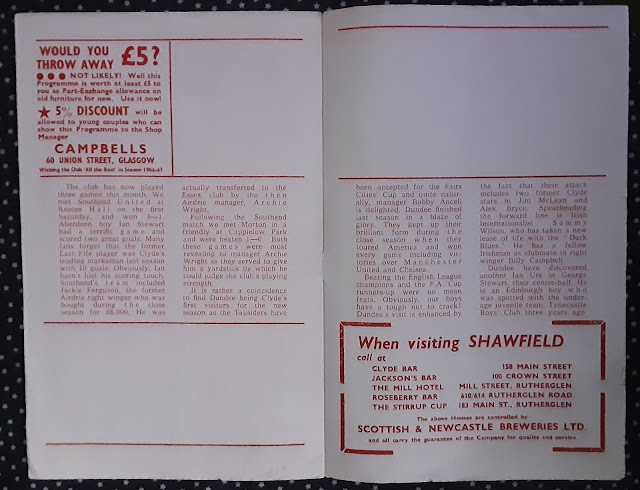 WOULD YOU
THROW AWAY £5?
●●● NOT LIKELY! Well this
Programme is worth at least £5 to
you as Part-Exchange allowance on
old furniture for new. Use it now!
★ 5% DISCOUNT will be
allowed to young couples who can
show this Programme to the Shop
Manager
CAMPBELLS
60 UNION STREET, GLASGOW
Wishing the Club 'All the Best' in Season 1966-67
The club has now played
three games this month. We
met Southend United at
Roots Hall on the first
Saturday, and won 3—1.
Aberdeen boy Ian Stewart
had a terrific game and
scored two great goals. Many
fans forget that the former
East Fife player was Clyde's
leading marksman last season
with 19 goals. Obviously, Ian
hasn't lost his scoring touch.
Southend's team included
Jackie Ferguson, the former
Airdrie right winger who was
bought during the close
season for £6,000. He was
actually transferred to the
Essex club by the then
Airdrie manager, Archie
Wright.
Following the Southend
match we met Morton in a
friendly at Cappielow Park
and were beaten 1—0. Both
these games were most
revealing to manager Archie
Wright as they served to give
him a yardstick by which he
could judge the club's playing
strength.
It is rather a coincidence
to find Dundee being Clyde's
first visitors for the new
season as the Taysiders have
been accepted for the Fairs
Cities' Cup and quite natur-
ally, manager Bobby Ancell
is delighted. Dundee finished
last season in a blaze of
glory. They kept up their
brilliant form during the
close season when they
toured America and won
every game including vic-
tories over Manchester
United and Chelsea.
Beating the English League
champions and the F.A. Cup
runners-up were no mean
feats. Obviously, our boys
have a tough nut to crack!
Dundee's visit is enhanced by
the fact that their attack
includes two former Clyde
stars in Jim McLean and
Alex. Bryce. Spearheading
the forward line is Irish
internationalist Sammy
Wilson, who has taken a new
lease of life with the "Dark
Blues." He has a fellow
Irishman as clubmate in right
winger Billy Campbell.
Dundee have discovered
another Ian Ure in George
Stewart, their centre-half. He
is an Edinburgh boy who
was spotted with the under-
age juvenile team, Tynecastle
Boys' Club three years ago.
When visiting SHAWFIELD
call at
CLYDE BAR 158 MAIN STREET
JACKSON'S BAR 100 CROWN STREET
THE MILL HOTEL MILL STREET, RUTHERGLEN
ROSEBERY BAR 610/614 RUTHERGLEN ROAD
THE STIRRUP CUP 183 MAIN ST., RUTHERGLEN
The above Houses are controlled by
SCOTTISH & NEWCASTLE BREWERIES LTD.
and all carry the guarantee of the Company for quality and service